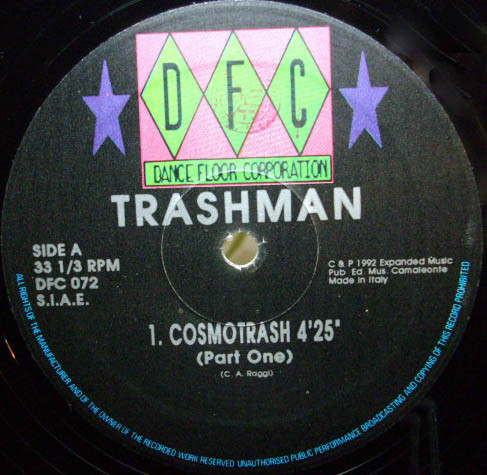 D F C
DANCE FLOOR CORPORATION
TRASHMAN
SIDE A
33 1/3 RPM
DFC 072
S.I.A.E.
C & P 1992 Expanded Music
Pub. Ed. Mus. Camaleonte
Made in Italy
1. COSMOTRASH 4'25"
(Part One)
(C. A. Raggi)
ALL RIGHTS OF THE MANUFACTURER AND OF THE OWNER OF THE RECORDED WORK RESERVED UNAUTHORISED PUBLIC PERFORMANCE BROADCASTING AND COPYING OF THIS RECORD PROHIBITED